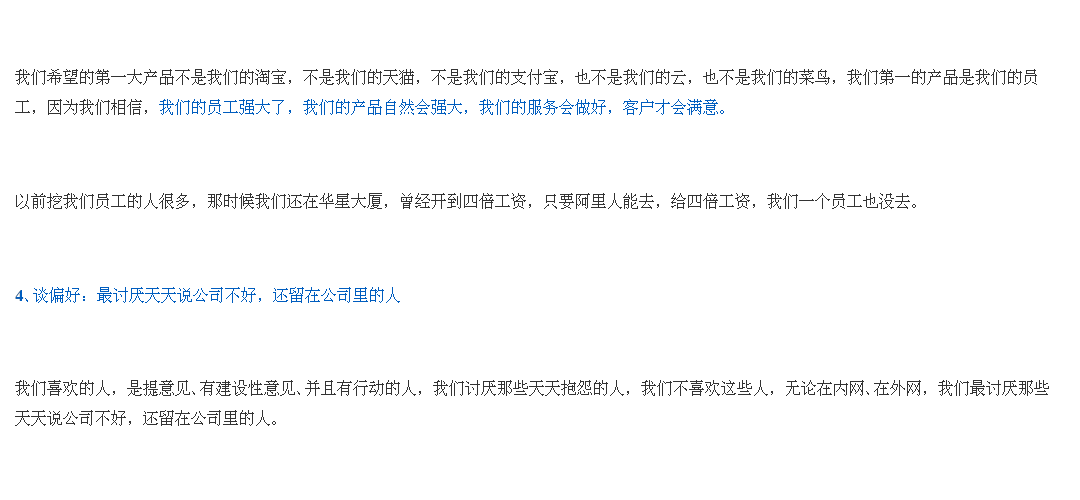 我们希望的第一大产品不是我们的淘宝，不是我们的天猫，不是我们的支付宝，也不是我们的云，也不是我们的菜鸟，我们第一的产品是我们的员
工，因为我们相信，我们的员工强大了，我们的产品自然会强大，我们的服务会做好，客户才会满意。
以前挖我们员工的人很多，那时候我们还在华星大厦，曾经开到四倍工资，只要阿里人能去，给四倍工资，我们一个员工也没去。
4、谈偏好：最讨厌天天说公司不好，还留在公司里的人
我们喜欢的人，是提意见、有建设性意见、并且有行动的人，我们讨厌那些天天抱怨的人，我们不喜欢这些人，无论在内网、在外网，我们最讨厌那些
天天说公司不好，还留在公司里的人。